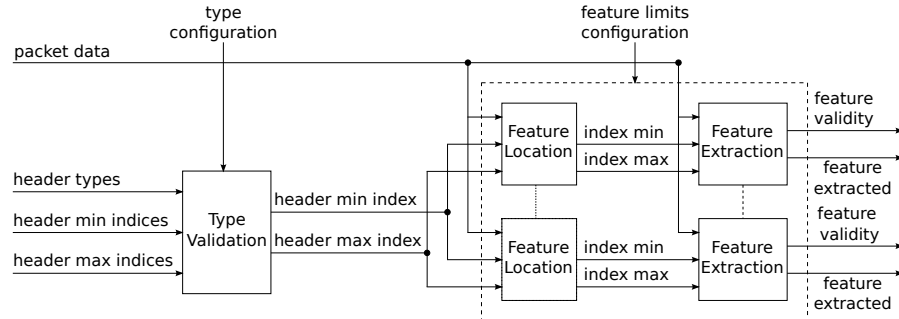 type
configuration
feature limits
configuration
packet data
feature
validity
Feature
Location
index min
index max
Feature
Extraction
feature
extracted
header types
header min indices
header max indices
Type
Validation
header min index
header max index
Feature
Location
index min
index max
Feature
Extraction
feature
validity
feature
extracted